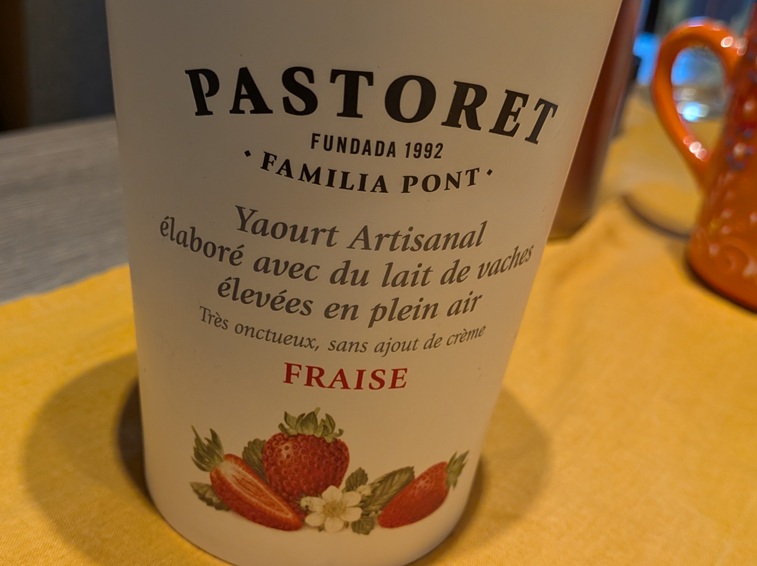 PASTORET
FUNDADA 1992
· FAMILIA PONT ·
Yaourt Artisanal
élaboré avec du lait de vaches
élevées en plein air
Très onctueux, sans ajout de crème
FRAISE